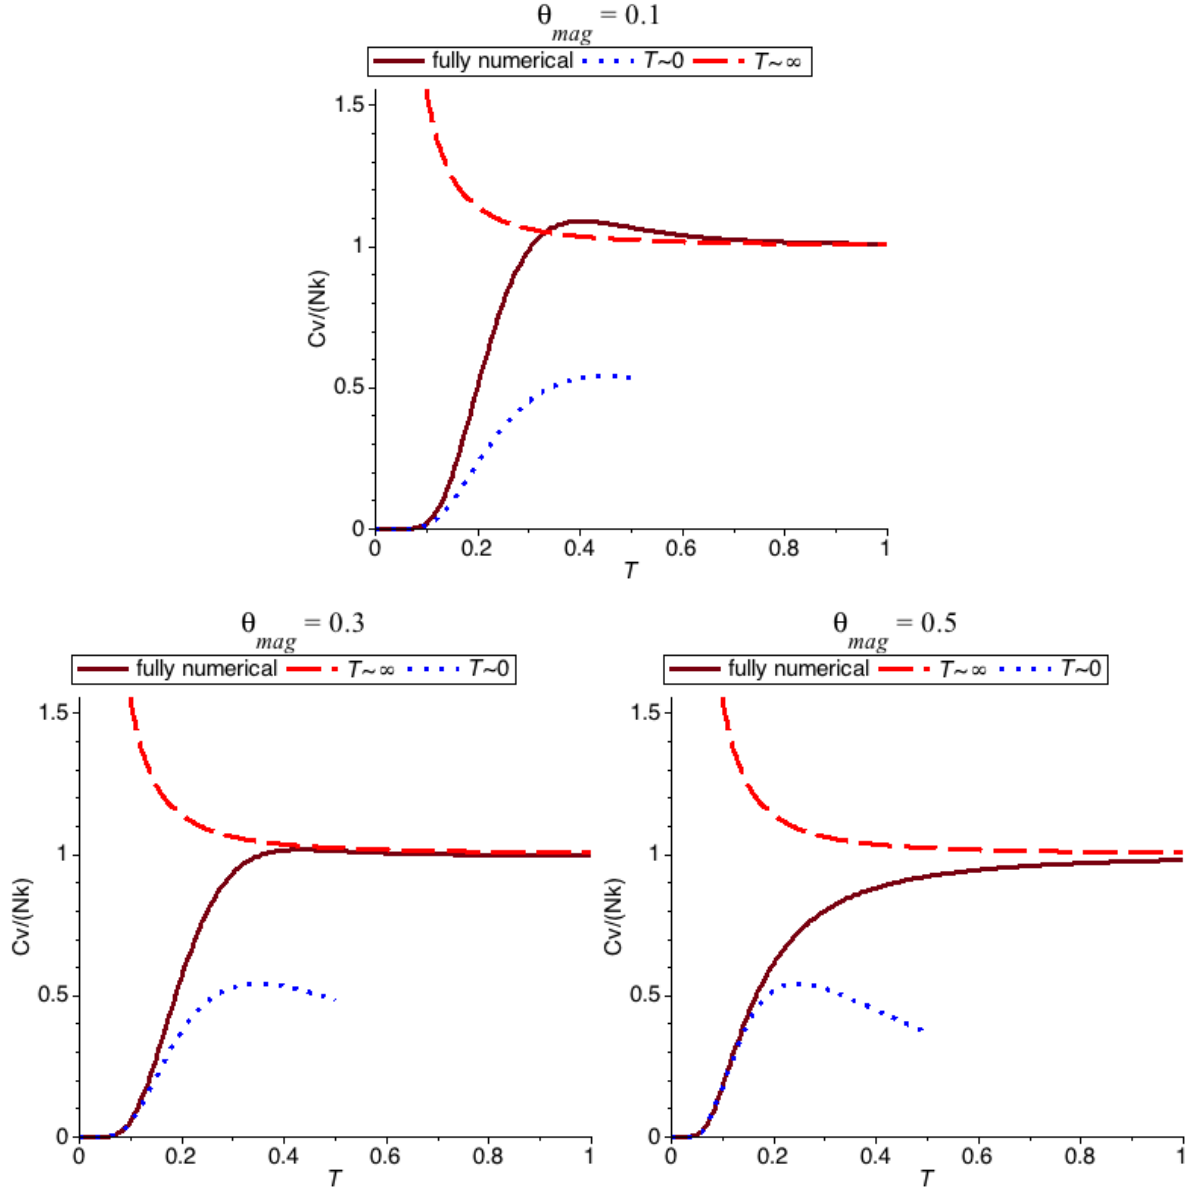 θmag = 0.1
fully numerical T~0 T~∞
1.5
1
Cv/(Nk)
0.5
0
0 0.2 0.4 0.6 0.8 1
T
θmag = 0.3
fully numerical T~∞ T~0
1.5
1
Cv/(Nk)
0.5
0
0 0.2 0.4 0.6 0.8 1
T
θmag = 0.5
fully numerical T~∞ T~0
1.5
1
Cv/(Nk)
0.5
0
0 0.2 0.4 0.6 0.8 1
T